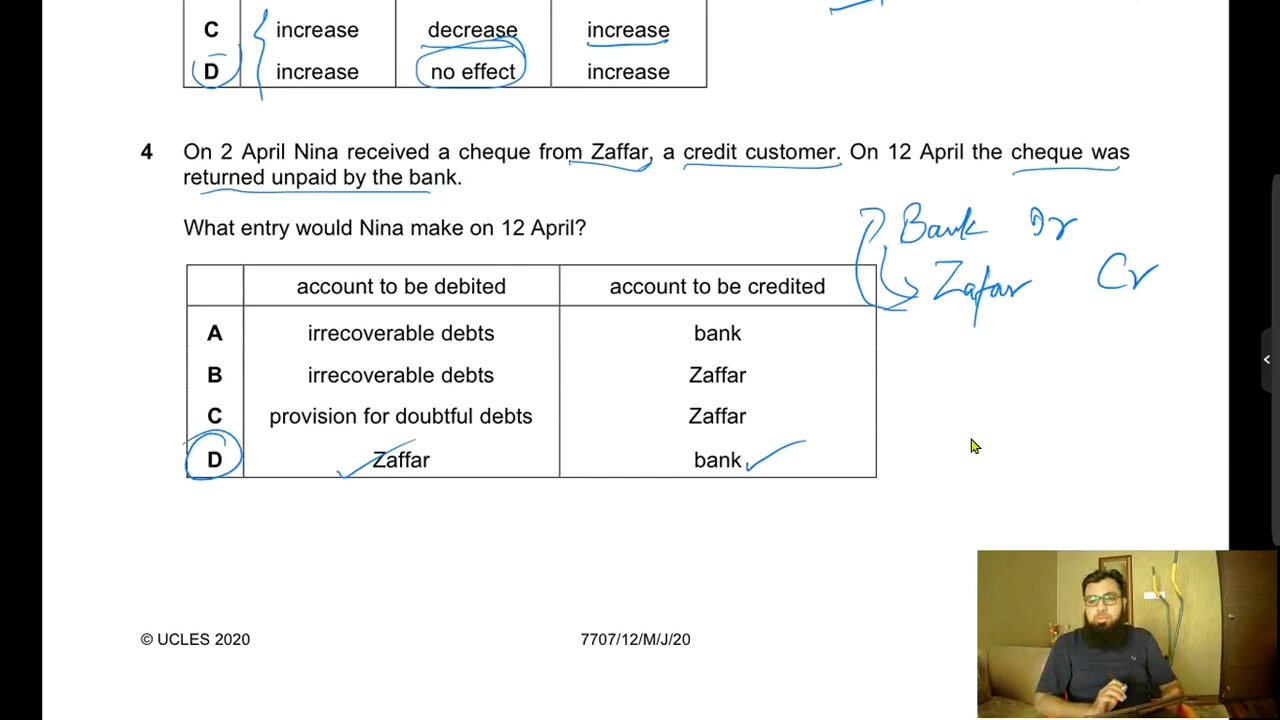 C increase decrease increase
D increase no effect increase
4 On 2 April Nina received a cheque from Zaffar, a credit customer. On 12 April the cheque was
returned unpaid by the bank.
What entry would Nina make on 12 April?
Bank Dr
Zafar Cr
account to be debited account to be credited
A irrecoverable debts bank
B irrecoverable debts Zaffar
C provision for doubtful debts Zaffar
D Zaffar bank
© UCLES 2020 7707/12/M/J/20